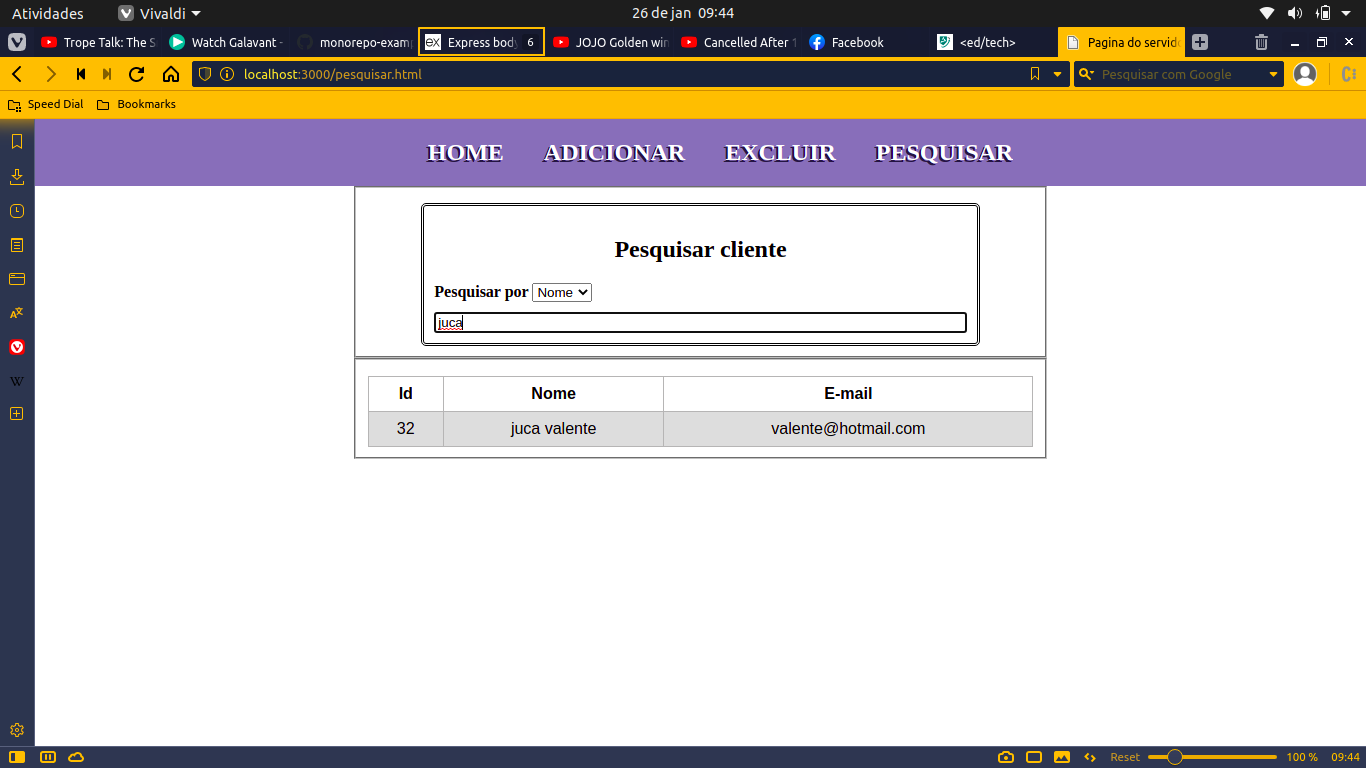 Atividades
Vivaldi
26 de jan 09:44
Trope Talk: The S
Watch Galavant -
monorepo-exam
ex
Express body
6
JOJO Golden win
Cancelled After 1
Facebook
<ed/tech>
Pagina do servido
localhost:3000/pesquisar.html
Pesquisar com Google
Speed Dial
Bookmarks
HOME
ADICIONAR
EXCLUIR
PESQUISAR
Pesquisar cliente
Pesquisar por Nome
juca
Id Nome E-mail
32 juca valente valente@hotmail.com
W
Reset
100 %
09:44